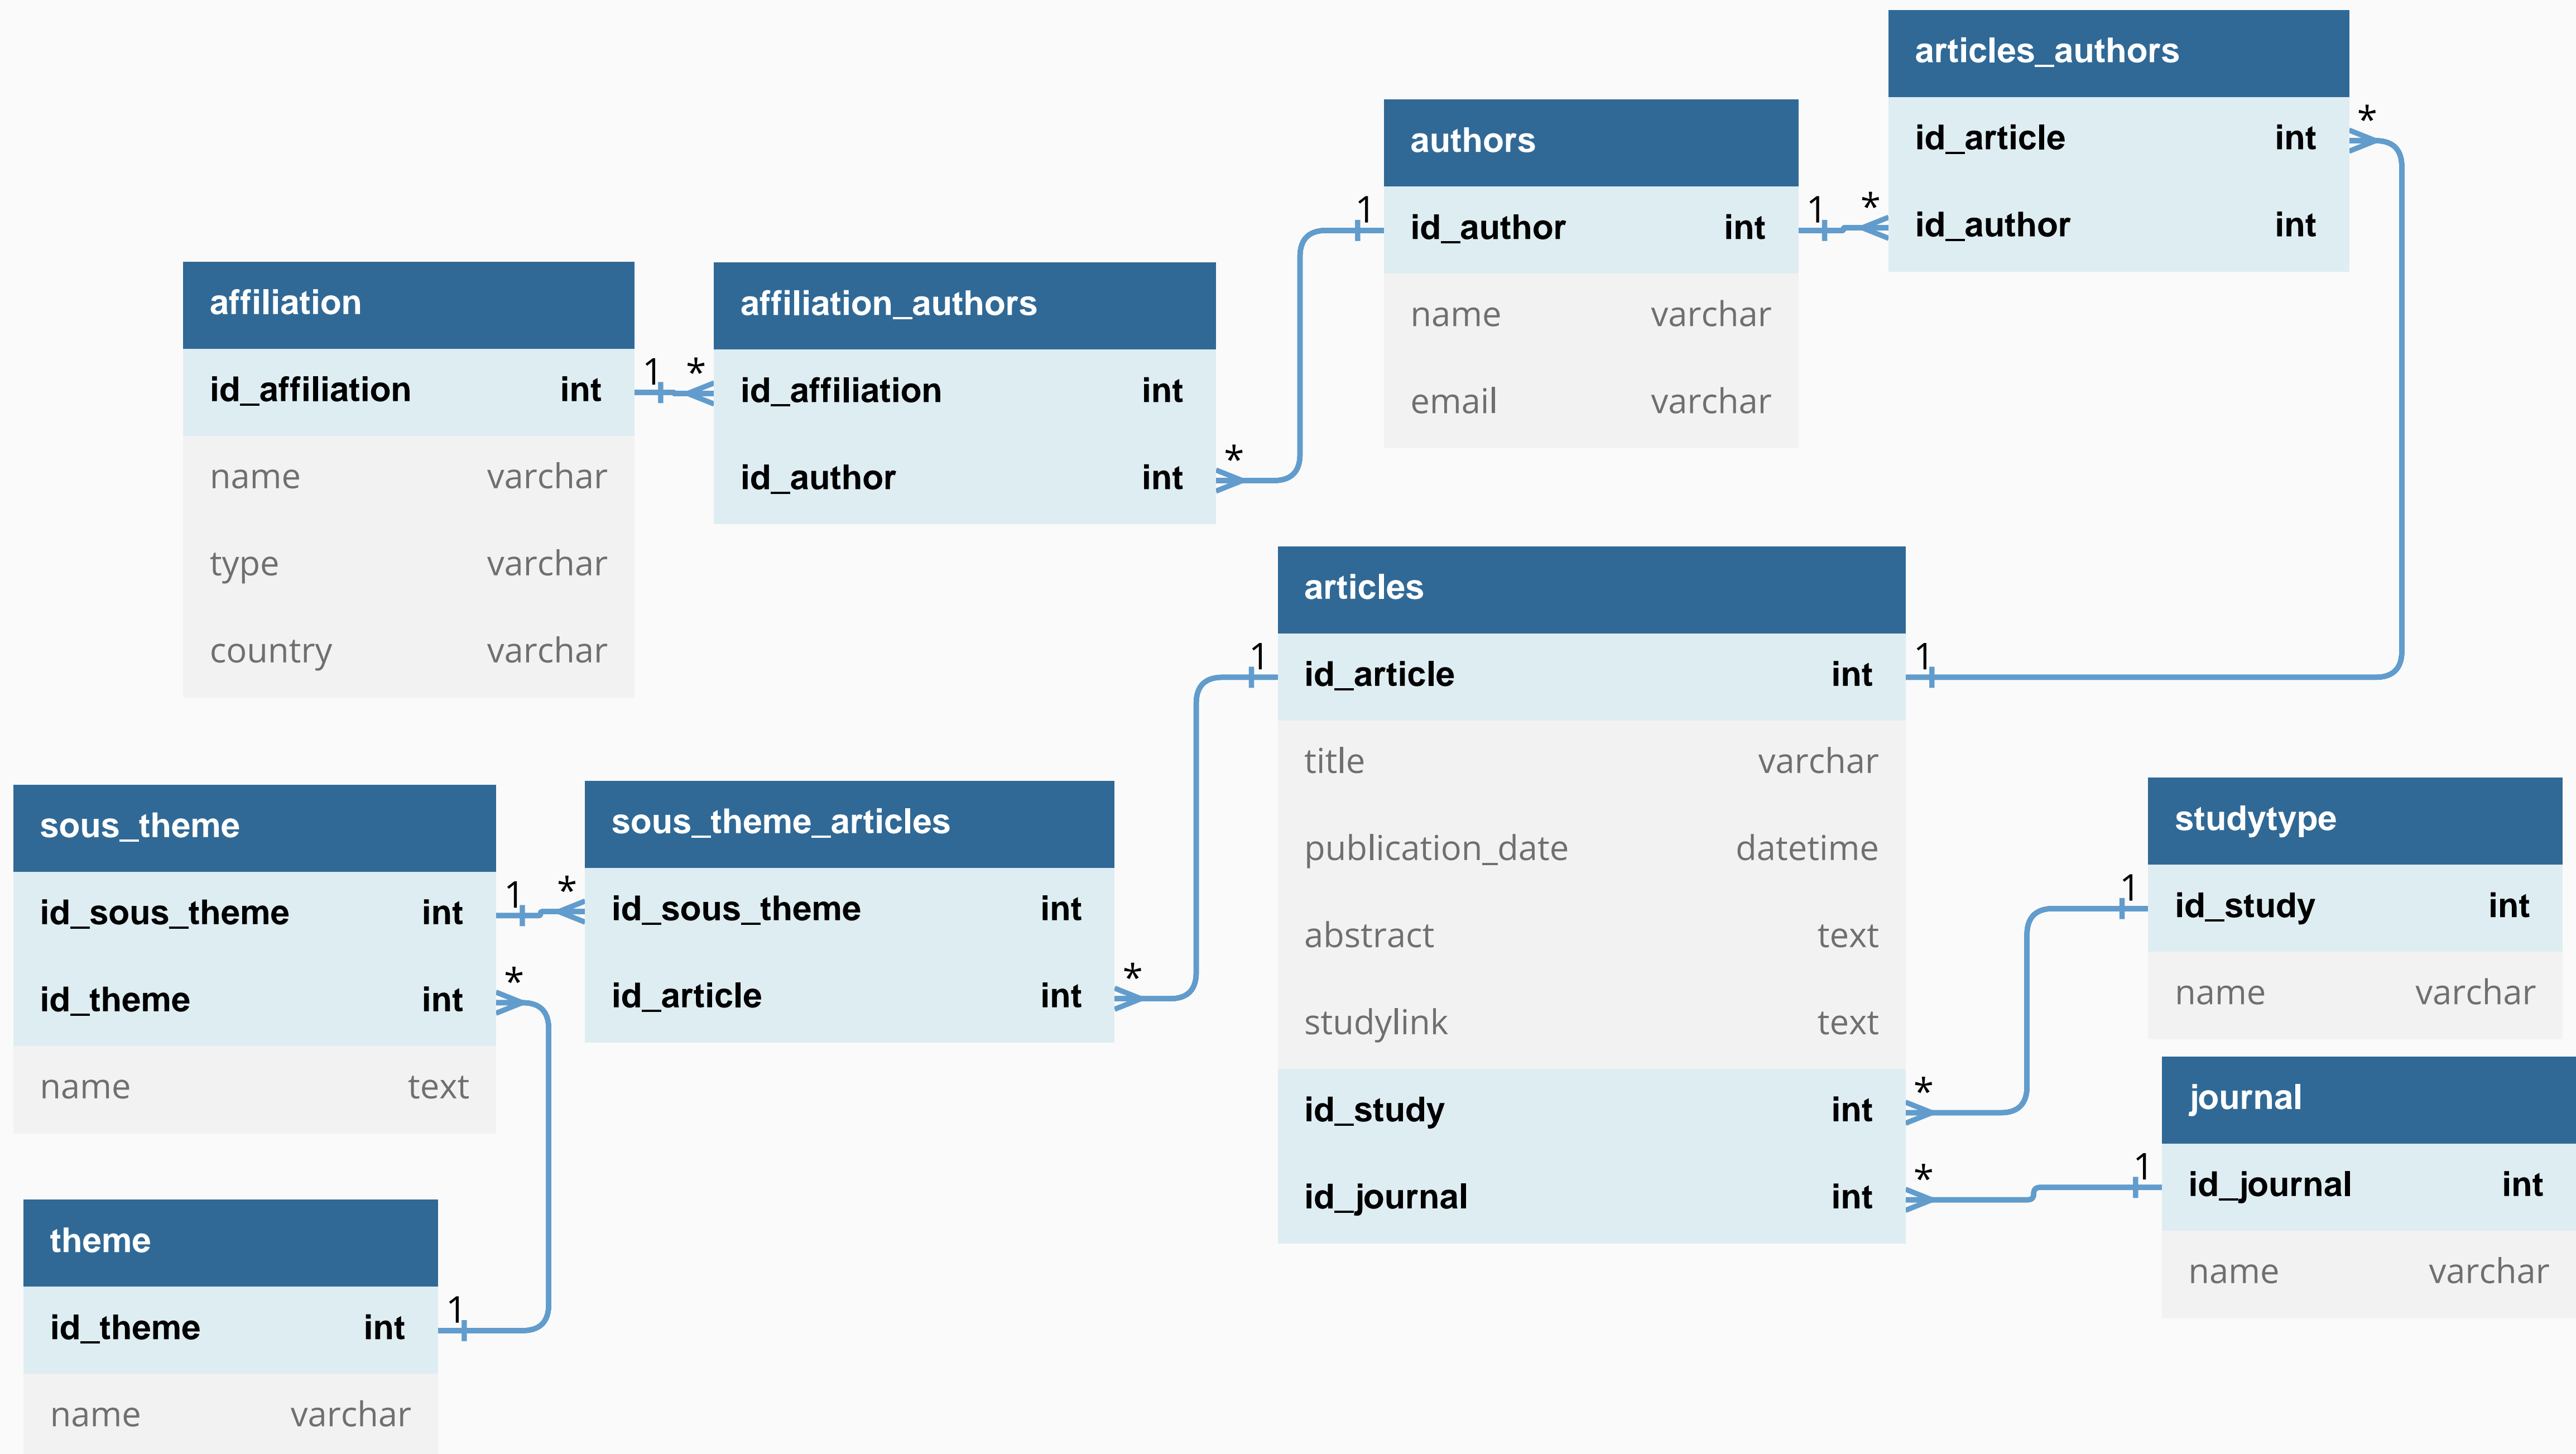 articles_authors
id_article int
id_author int
*
authors
id_author int
name varchar
email varchar
1
1 *
affiliation
id_affiliation int
name varchar
type varchar
country varchar
1 *
affiliation_authors
id_affiliation int
id_author int
*
articles
id_article int
title varchar
publication_date datetime
abstract text
studylink text
id_study int
id_journal int
1
1
*
*
sous_theme
id_sous_theme int
id_theme int
name text
1 *
*
sous_theme_articles
id_sous_theme int
id_article int
*
studytype
id_study int
name varchar
1
journal
id_journal int
name varchar
1
theme
id_theme int
name varchar
1